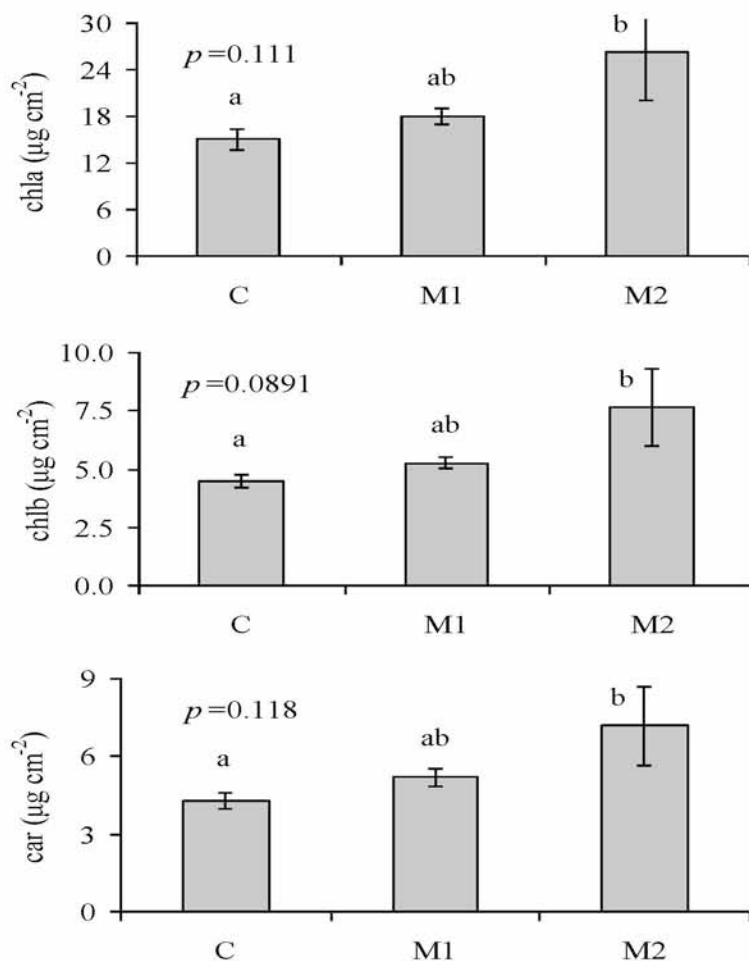 30
24
18
12
6
0
chla (µg cm⁻²)
p=0.111
a
ab
b
C M1 M2
10.0
7.5
5.0
2.5
0.0
chlb (µg cm⁻²)
p=0.0891
a
ab
b
C M1 M2
9
6
3
0
car (µg cm⁻²)
p=0.118
a
ab
b
C M1 M2